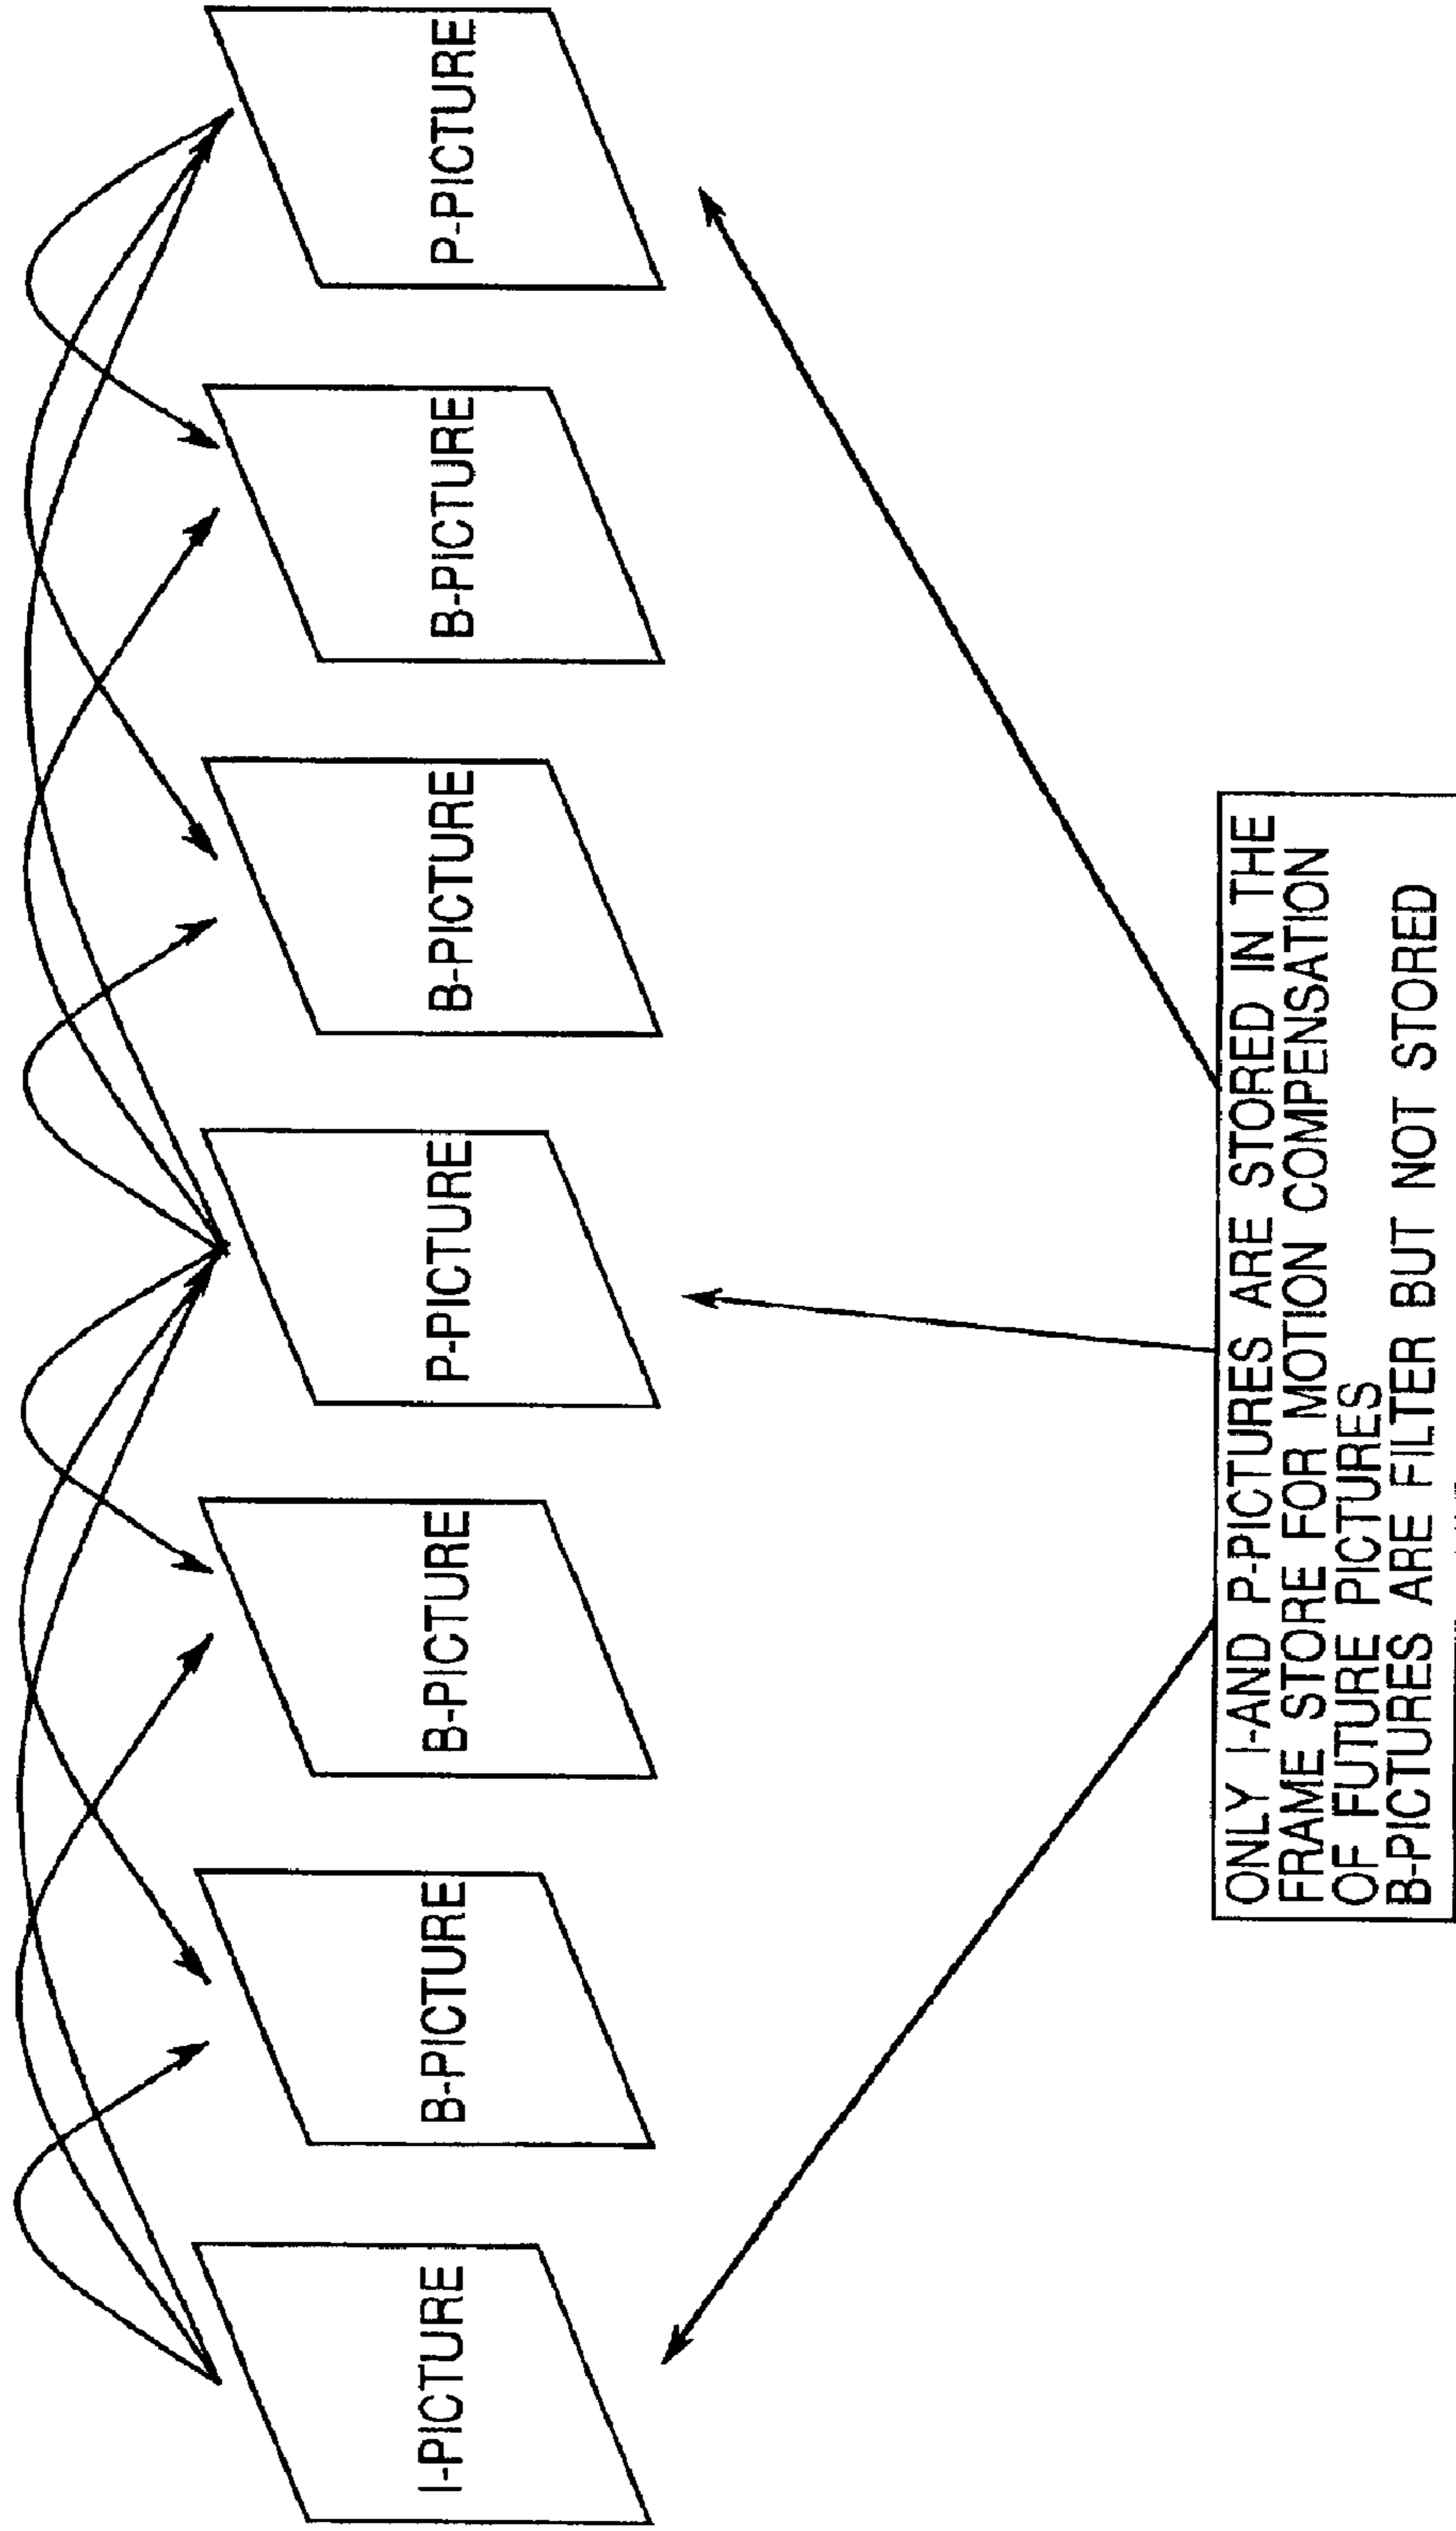 I-PICTURE
B-PICTURE
B-PICTURE
P-PICTURE
B-PICTURE
B-PICTURE
P-PICTURE
ONLY I-AND P-PICTURES ARE STORED IN THE
FRAME STORE FOR MOTION COMPENSATION
OF FUTURE PICTURES
B-PICTURES ARE FILTER BUT NOT STORED